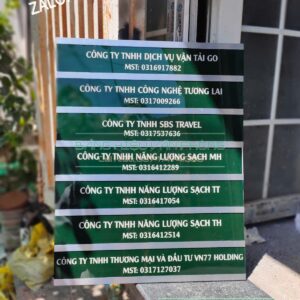 ZALO
CÔNG TY TNHH DỊCH VỤ VẬN TẢI GO
MST: 0316917882
CÔNG TY TNHH CÔNG NGHỆ TƯƠNG LAI
MST: 0317009266
CÔNG TY TNHH SBS TRAVEL
MST: 0317537636
CÔNG TY TNHH NĂNG LƯỢNG SẠCH MH
MST: 0316412289
CÔNG TY TNHH NĂNG LƯỢNG SẠCH TT
MST: 0316417054
CÔNG TY TNHH NĂNG LƯỢNG SẠCH TH
MST: 0316412514
CÔNG TY TNHH THƯƠNG MẠI VÀ ĐẦU TƯ VN77 HOLDING
MST: 0317127037